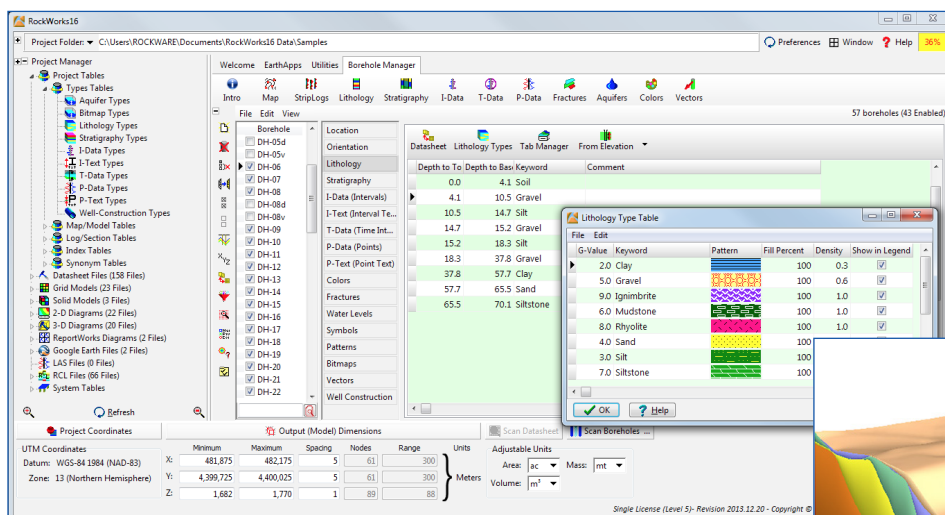 RockWorks16
Project Folder: C:\Users\ROCKWARE\Documents\RockWorks16 Data\Samples
Preferences Window Help 36%
Project Manager
Project Tables
Types Tables
Aquifer Types
Bitmap Types
Lithology Types
Stratigraphy Types
I-Data Types
I-Text Types
T-Data Types
P-Data Types
P-Text Types
Well-Construction Types
Map/Model Tables
Log/Section Tables
Index Tables
Synonym Tables
Datasheet Files (158 Files)
Grid Models (23 Files)
Solid Models (3 Files)
2-D Diagrams (22 Files)
3-D Diagrams (20 Files)
ReportWorks Diagrams (2 Files)
Google Earth Files (2 Files)
LAS Files (0 Files)
RCL Files (66 Files)
System Tables
Refresh
Welcome EarthApps Utilities Borehole Manager
Intro Map StripLogs Lithology Stratigraphy I-Data T-Data P-Data Fractures Aquifers Colors Vectors
File Edit View
57 boreholes (43 Enabled)
Borehole
DH-05d
DH-05v
DH-06
DH-07
DH-08
DH-08d
DH-08v
DH-09
DH-10
DH-11
DH-12
DH-13
DH-14
DH-15
DH-16
DH-17
DH-18
DH-19
DH-20
DH-21
DH-22
Location
Orientation
Lithology
Stratigraphy
I-Data (Intervals)
I-Text (Interval Te...
T-Data (Time Int...
P-Data (Points)
P-Text (Point Text)
Colors
Fractures
Water Levels
Symbols
Patterns
Bitmaps
Vectors
Well Construction
Datasheet Lithology Types Tab Manager From Elevation
Depth to To Depth to Bas Keyword Comment
0.0 4.1 Soil
4.1 10.5 Gravel
10.5 14.7 Silt
14.7 15.2 Gravel
15.2 18.3 Silt
18.3 37.8 Gravel
37.8 57.7 Clay
57.7 65.5 Sand
65.5 70.1 Siltstone
Lithology Type Table
File Edit
G-Value Keyword Pattern Fill Percent Density Show in Legend
2.0 Clay 100 0.3
5.0 Gravel 100 0.6
9.0 Ignimbrite 100 1.0
6.0 Mudstone 100 1.0
8.0 Rhyolite 100 1.0
4.0 Sand 100
3.0 Silt 100
7.0 Siltstone 100
OK Help
Project Coordinates
UTM Coordinates
Datum: WGS-84 1984 (NAD-83)
Zone: 13 (Northern Hemisphere)
Output (Model) Dimensions
Minimum Maximum Spacing Nodes Range Units
X: 481,875 482,175 5 61 300
Y: 4,399,725 4,400,025 5 61 300 Meters
Z: 1,682 1,770 1 89 88
Scan Datasheet Scan Boreholes ...
Adjustable Units
Area: ac Mass: mt
Volume: m³
Single License (Level 5)- Revision 2013.12.20 - Copyright ©